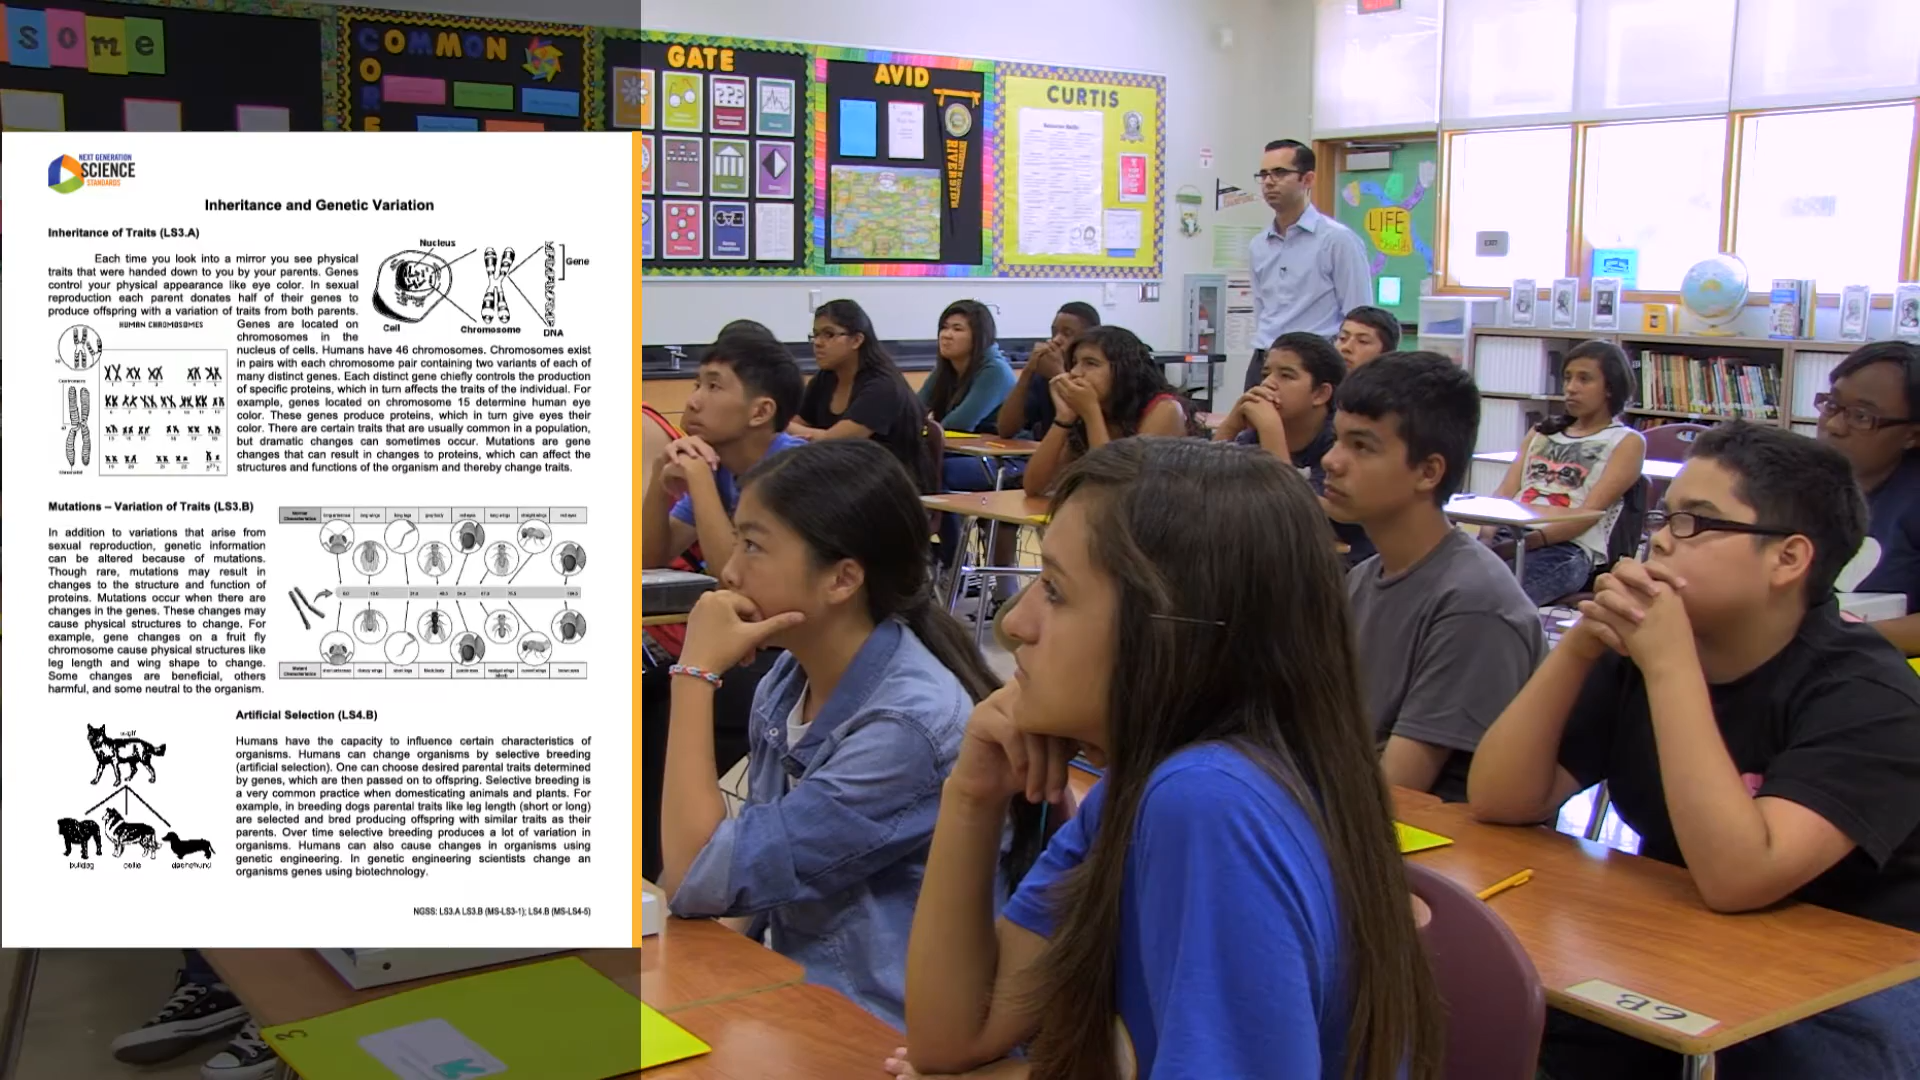 some
COMMON
CORE
GATE
AVID
CURTIS
RIVERSIDE
LIFE
EXIT
6B
3
NEXT GENERATION
SCIENCE
STANDARDS
Inheritance and Genetic Variation
Inheritance of Traits (LS3.A)
Each time you look into a mirror you see physical
traits that were handed down to you by your parents. Genes
control your physical appearance like eye color. In sexual
reproduction each parent donates half of their genes to
produce offspring with a variation of traits from both parents.
Genes are located on
chromosomes in the
nucleus of cells. Humans have 46 chromosomes. Chromosomes exist
in pairs with each chromosome pair containing two variants of each of
many distinct genes. Each distinct gene chiefly controls the production
of specific proteins, which in turn affects the traits of the individual. For
example, genes located on chromosome 15 determine human eye
color. These genes produce proteins, which in turn give eyes their
color. There are certain traits that are usually common in a population,
but dramatic changes can sometimes occur. Mutations are gene
changes that can result in changes to proteins, which can affect the
structures and functions of the organism and thereby change traits.
Nucleus
Gene
Cell
Chromosome
DNA
HUMAN CHROMOSOMES
Mutations – Variation of Traits (LS3.B)
In addition to variations that arise from
sexual reproduction, genetic information
can be altered because of mutations.
Though rare, mutations may result in
changes to the structure and function of
proteins. Mutations occur when there are
changes in the genes. These changes may
cause physical structures to change. For
example, gene changes on a fruit fly
chromosome cause physical structures like
leg length and wing shape to change.
Some changes are beneficial, others
harmful, and some neutral to the organism.
Artificial Selection (LS4.B)
Humans have the capacity to influence certain characteristics of
organisms. Humans can change organisms by selective breeding
(artificial selection). One can choose desired parental traits determined
by genes, which are then passed on to offspring. Selective breeding is
a very common practice when domesticating animals and plants. For
example, in breeding dogs parental traits like leg length (short or long)
are selected and bred producing offspring with similar traits as their
parents. Over time selective breeding produces a lot of variation in
organisms. Humans can also cause changes in organisms using
genetic engineering. In genetic engineering scientists change an
organisms genes using biotechnology.
wolf
bulldog collie dachshund
NGSS: LS3.A LS3.B (MS-LS3-1); LS4.B (MS-LS4-5)